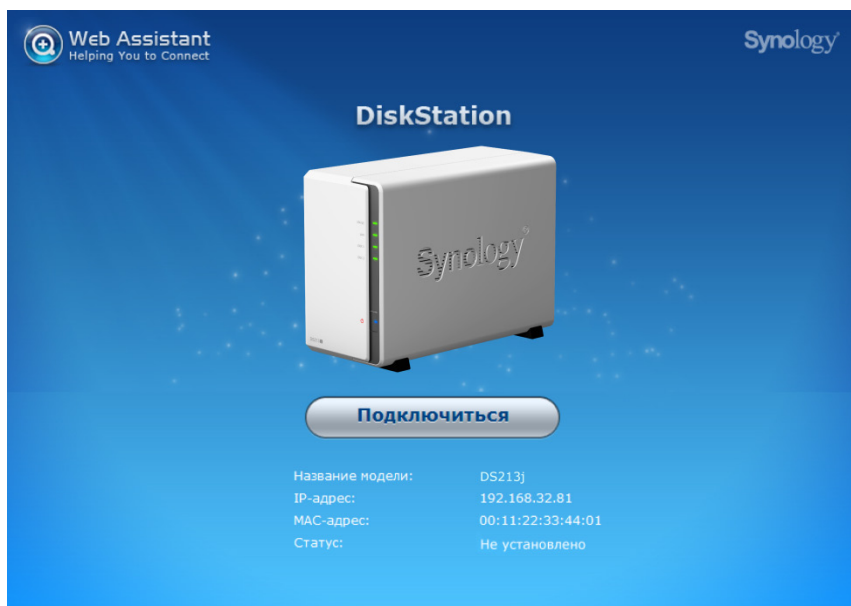 Web Assistant
Helping You to Connect
Synology
DiskStation
Synology
Подключиться
Название модели: DS213j
IP-адрес: 192.168.32.81
MAC-адрес: 00:11:22:33:44:01
Статус: Не установлено